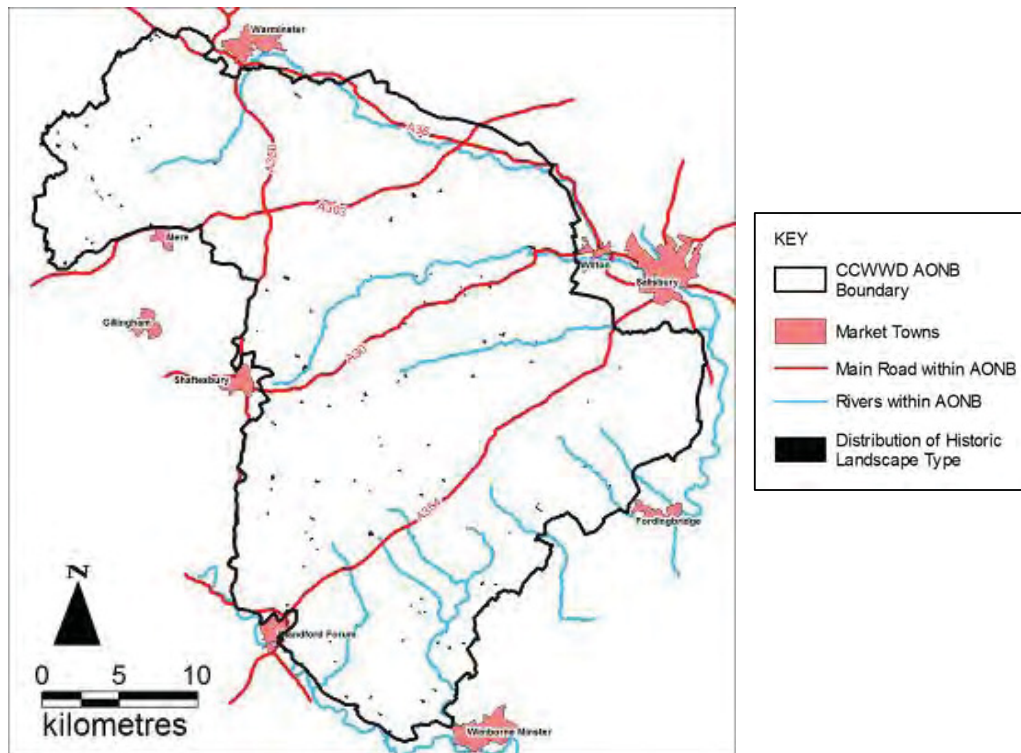 Warminster
A36
A350
A303
Mere
Wilton
Salisbury
Gillingham
A30
Shaftesbury
A354
Fordingbridge
N
Blandford Forum
Wimborne Minster
0 5 10
kilometres
KEY
CCWWD AONB
Boundary
Market Towns
Main Road within AONB
Rivers within AONB
Distribution of Historic
Landscape Type